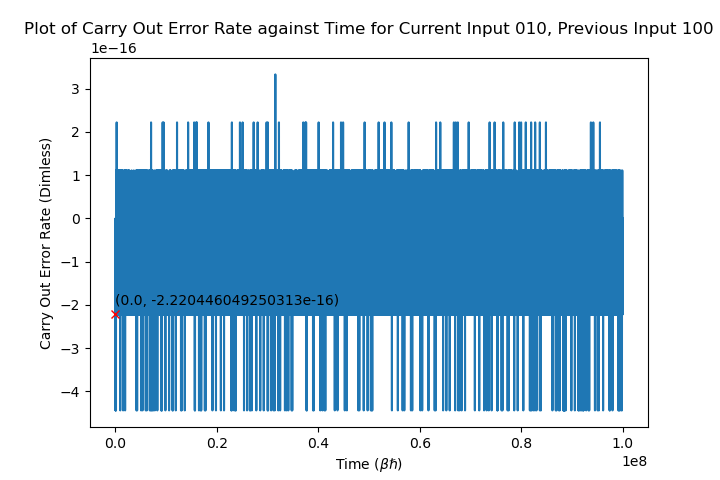 Plot of Carry Out Error Rate against Time for Current Input 010, Previous Input 100
1e−16
3
2
1
0
−1
−2
−3
−4
Carry Out Error Rate (Dimless)
(0.0, -2.220446049250313e-16)
0.0 0.2 0.4 0.6 0.8 1.0
1e8
Time (βℏ)